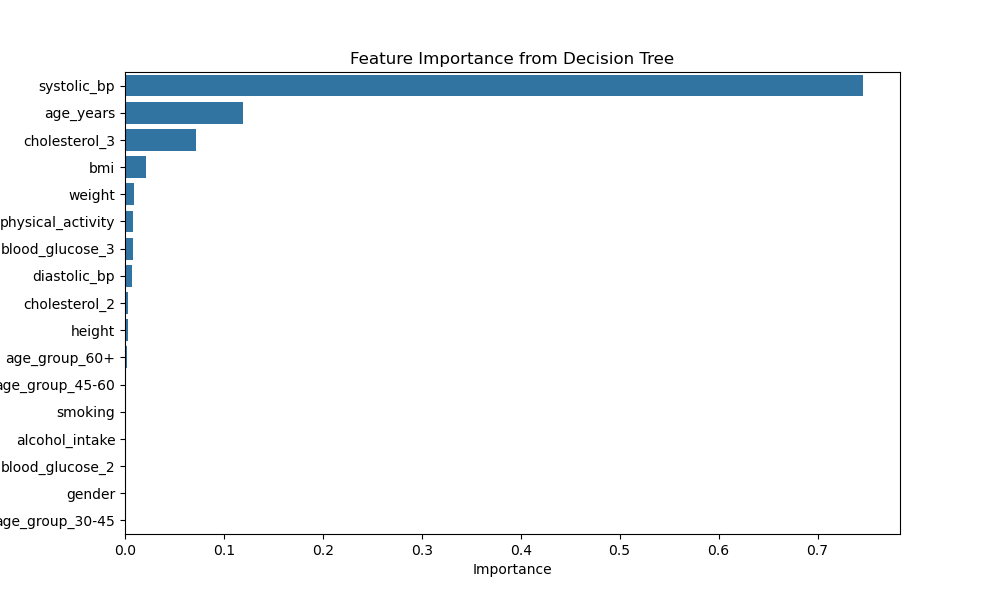 Feature Importance from Decision Tree
systolic_bp
age_years
cholesterol_3
bmi
weight
physical_activity
blood_glucose_3
diastolic_bp
cholesterol_2
height
age_group_60+
age_group_45-60
smoking
alcohol_intake
blood_glucose_2
gender
age_group_30-45
0.0 0.1 0.2 0.3 0.4 0.5 0.6 0.7
Importance